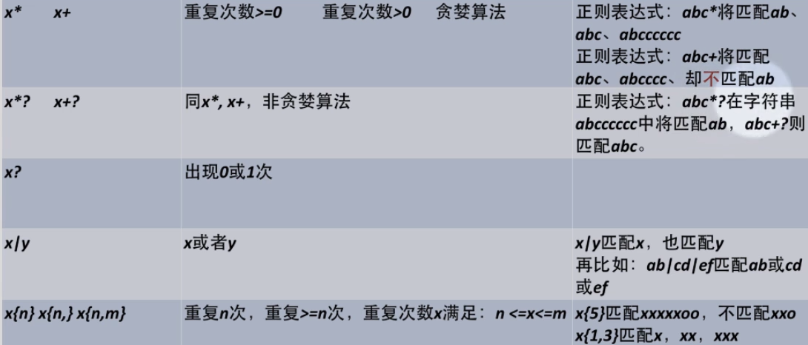 x* x+ 重复次数>=0 重复次数>0 贪婪算法 正则表达式：abc*将匹配ab、
abc、abcccccc
正则表达式：abc+将匹配
abc、abcccc、却不匹配ab
x*? x+? 同x*, x+，非贪婪算法 正则表达式：abc*?在字符串
abcccccc中将匹配ab，abc+?则
匹配abc。
x? 出现0或1次
x|y x或者y x|y匹配x，也匹配y
再比如：ab|cd|ef匹配ab或cd
或ef
x{n} x{n,} x{n,m} 重复n次，重复>=n次，重复次数x满足：n <=x<=m x{5}匹配xxxxxoo，不匹配xxo
x{1,3}匹配x，xx，xxx